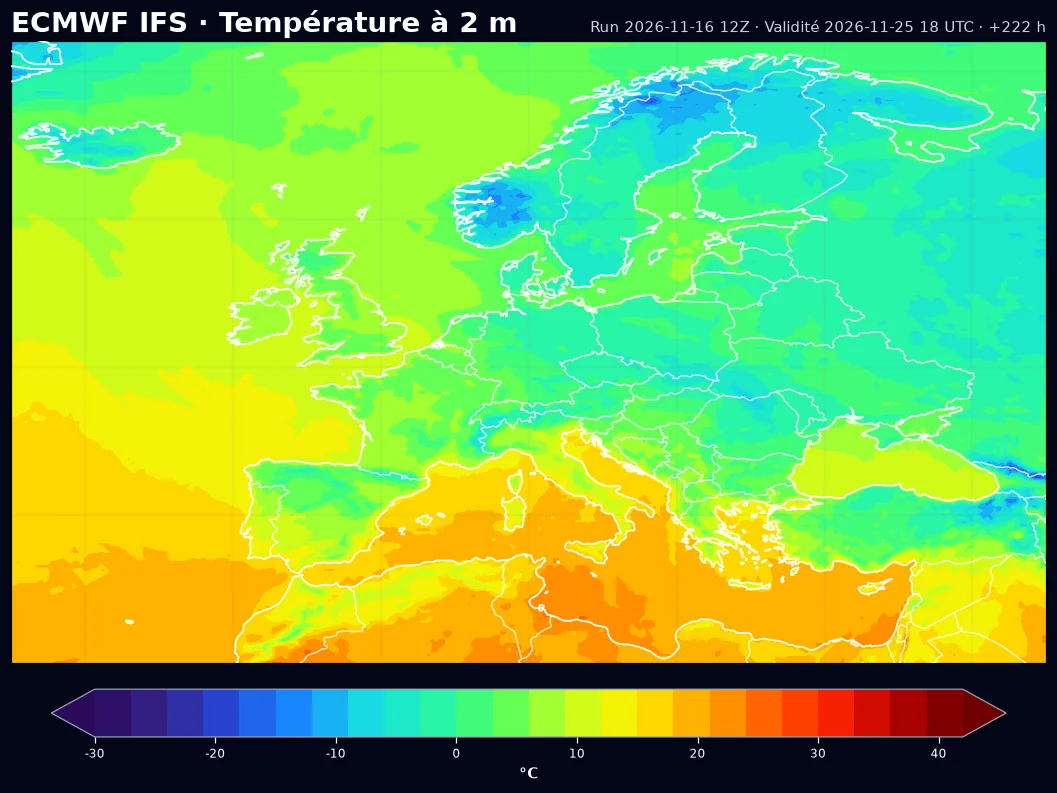 ECMWF IFS · Température à 2 m
Run 2026-11-16 12Z · Validité 2026-11-25 18 UTC · +222 h
-30 -20 -10 0 10 20 30 40
°C